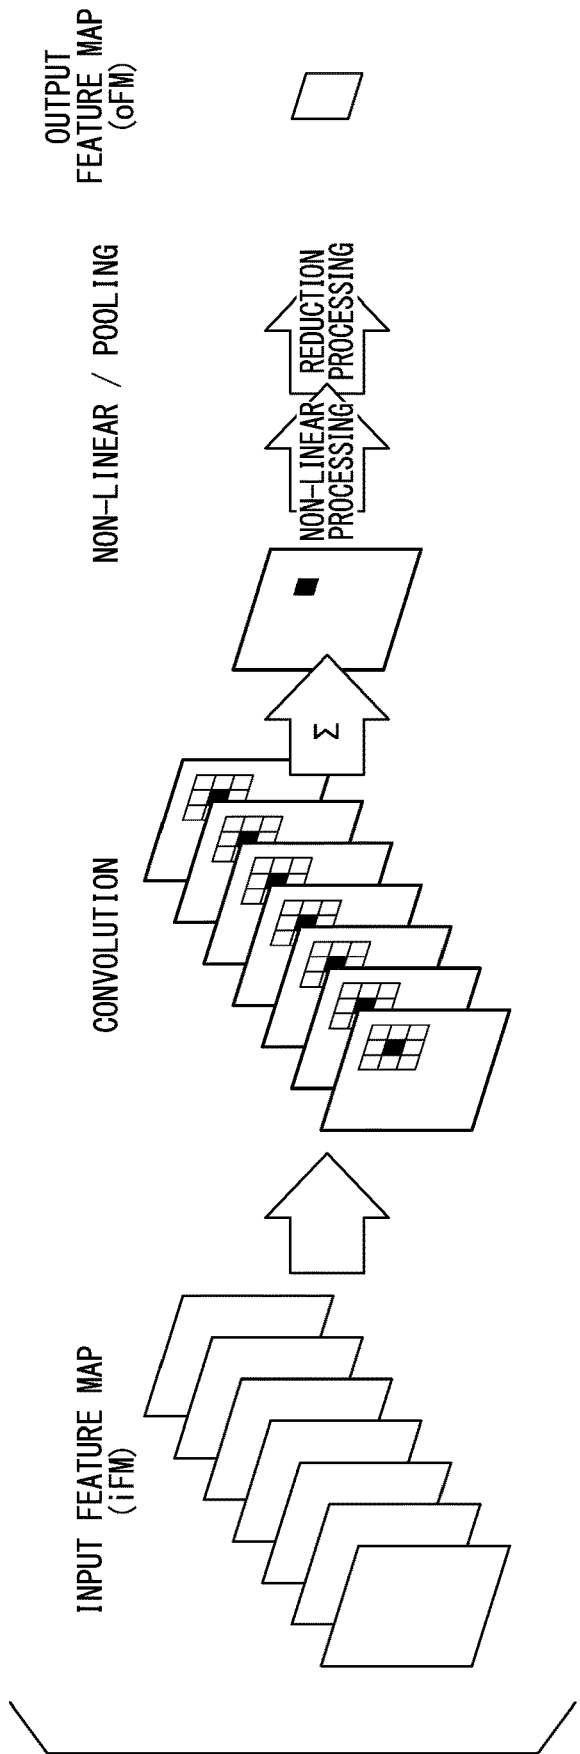 INPUT FEATURE MAP
(iFM)
CONVOLUTION
Σ
NON-LINEAR / POOLING
NON-LINEAR
PROCESSING
REDUCTION
PROCESSING
OUTPUT
FEATURE MAP
(oFM)